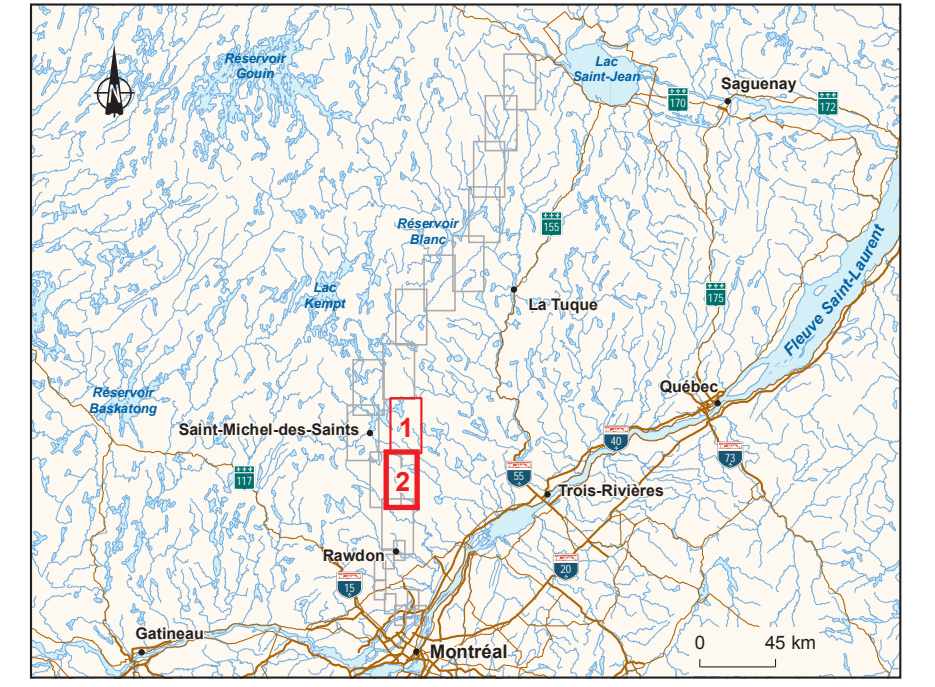 Réservoir
Gouin
Lac
Saint-Jean
Saguenay
170
172
Réservoir
Blanc
155
Lac
Kempt
La Tuque
175
Fleuve Saint-Laurent
Réservoir
Baskatong
Québec
Saint-Michel-des-Saints
1
40
73
117
2
55
Trois-Rivières
Rawdon
15
20
Gatineau
Montréal
0 45 km